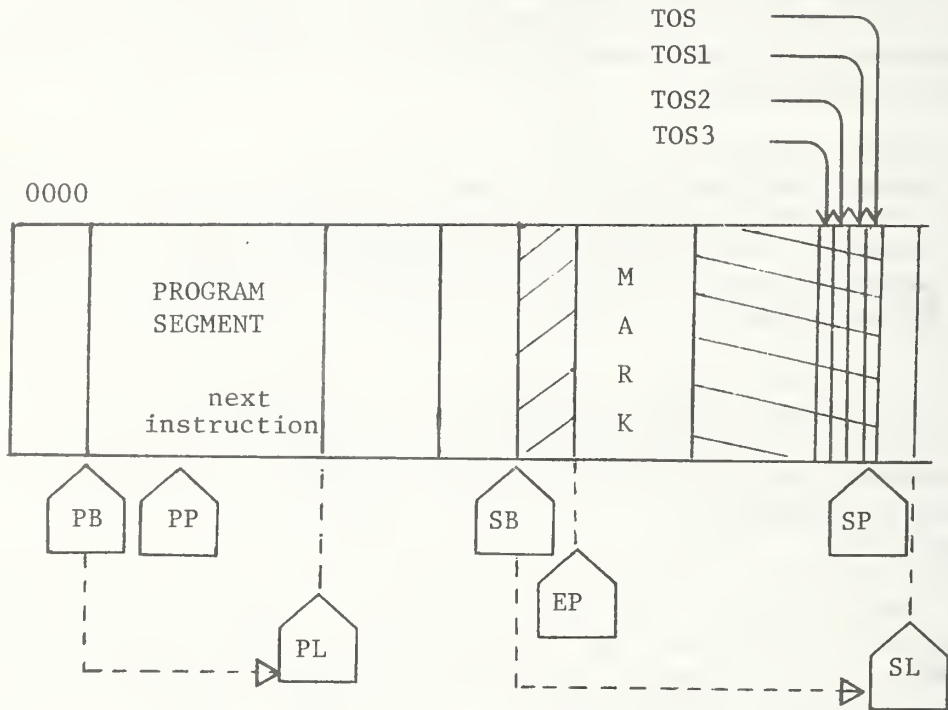 TOS
TOS1
TOS2
TOS3
0000
PROGRAM
SEGMENT
next
instruction
M
A
R
K
PB
PP
SB
SP
EP
PL
SL